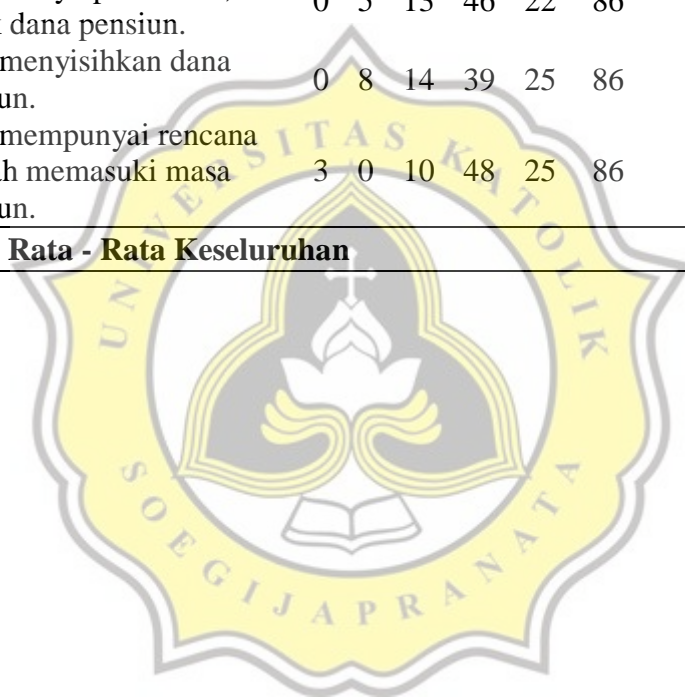 0 5 13 46 22 86
dana pensiun.
menyisihkan dana
0 8 14 39 25 86
un.
mempunyai rencana
ah memasuki masa 3 0 10 48 25 86
un.
Rata - Rata Keseluruhan
UNIVERSITAS KATOLIK
SOEGIJAPRANATA